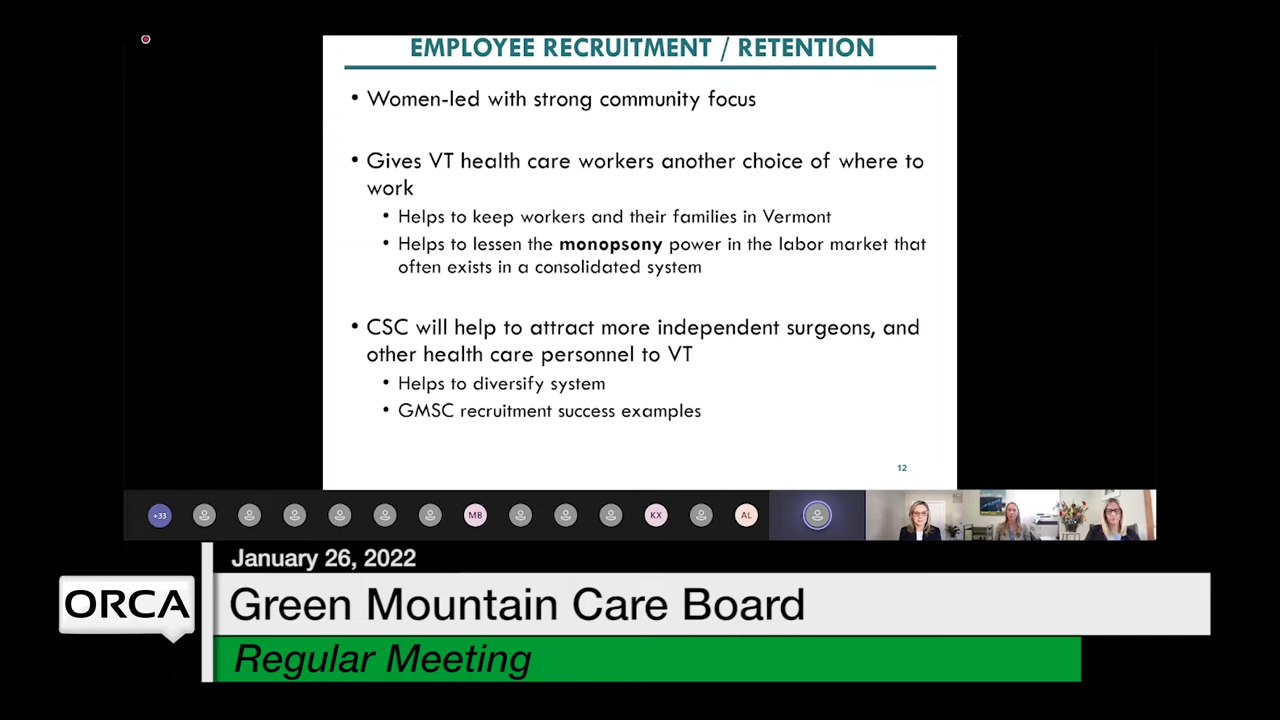 EMPLOYEE RECRUITMENT / RETENTION
• Women-led with strong community focus
• Gives VT health care workers another choice of where to
work
• Helps to keep workers and their families in Vermont
• Helps to lessen the monopsony power in the labor market that
often exists in a consolidated system
• CSC will help to attract more independent surgeons, and
other health care personnel to VT
• Helps to diversify system
• GMSC recruitment success examples
12
+33 MB KX AL
January 26, 2022
ORCA
Green Mountain Care Board
Regular Meeting